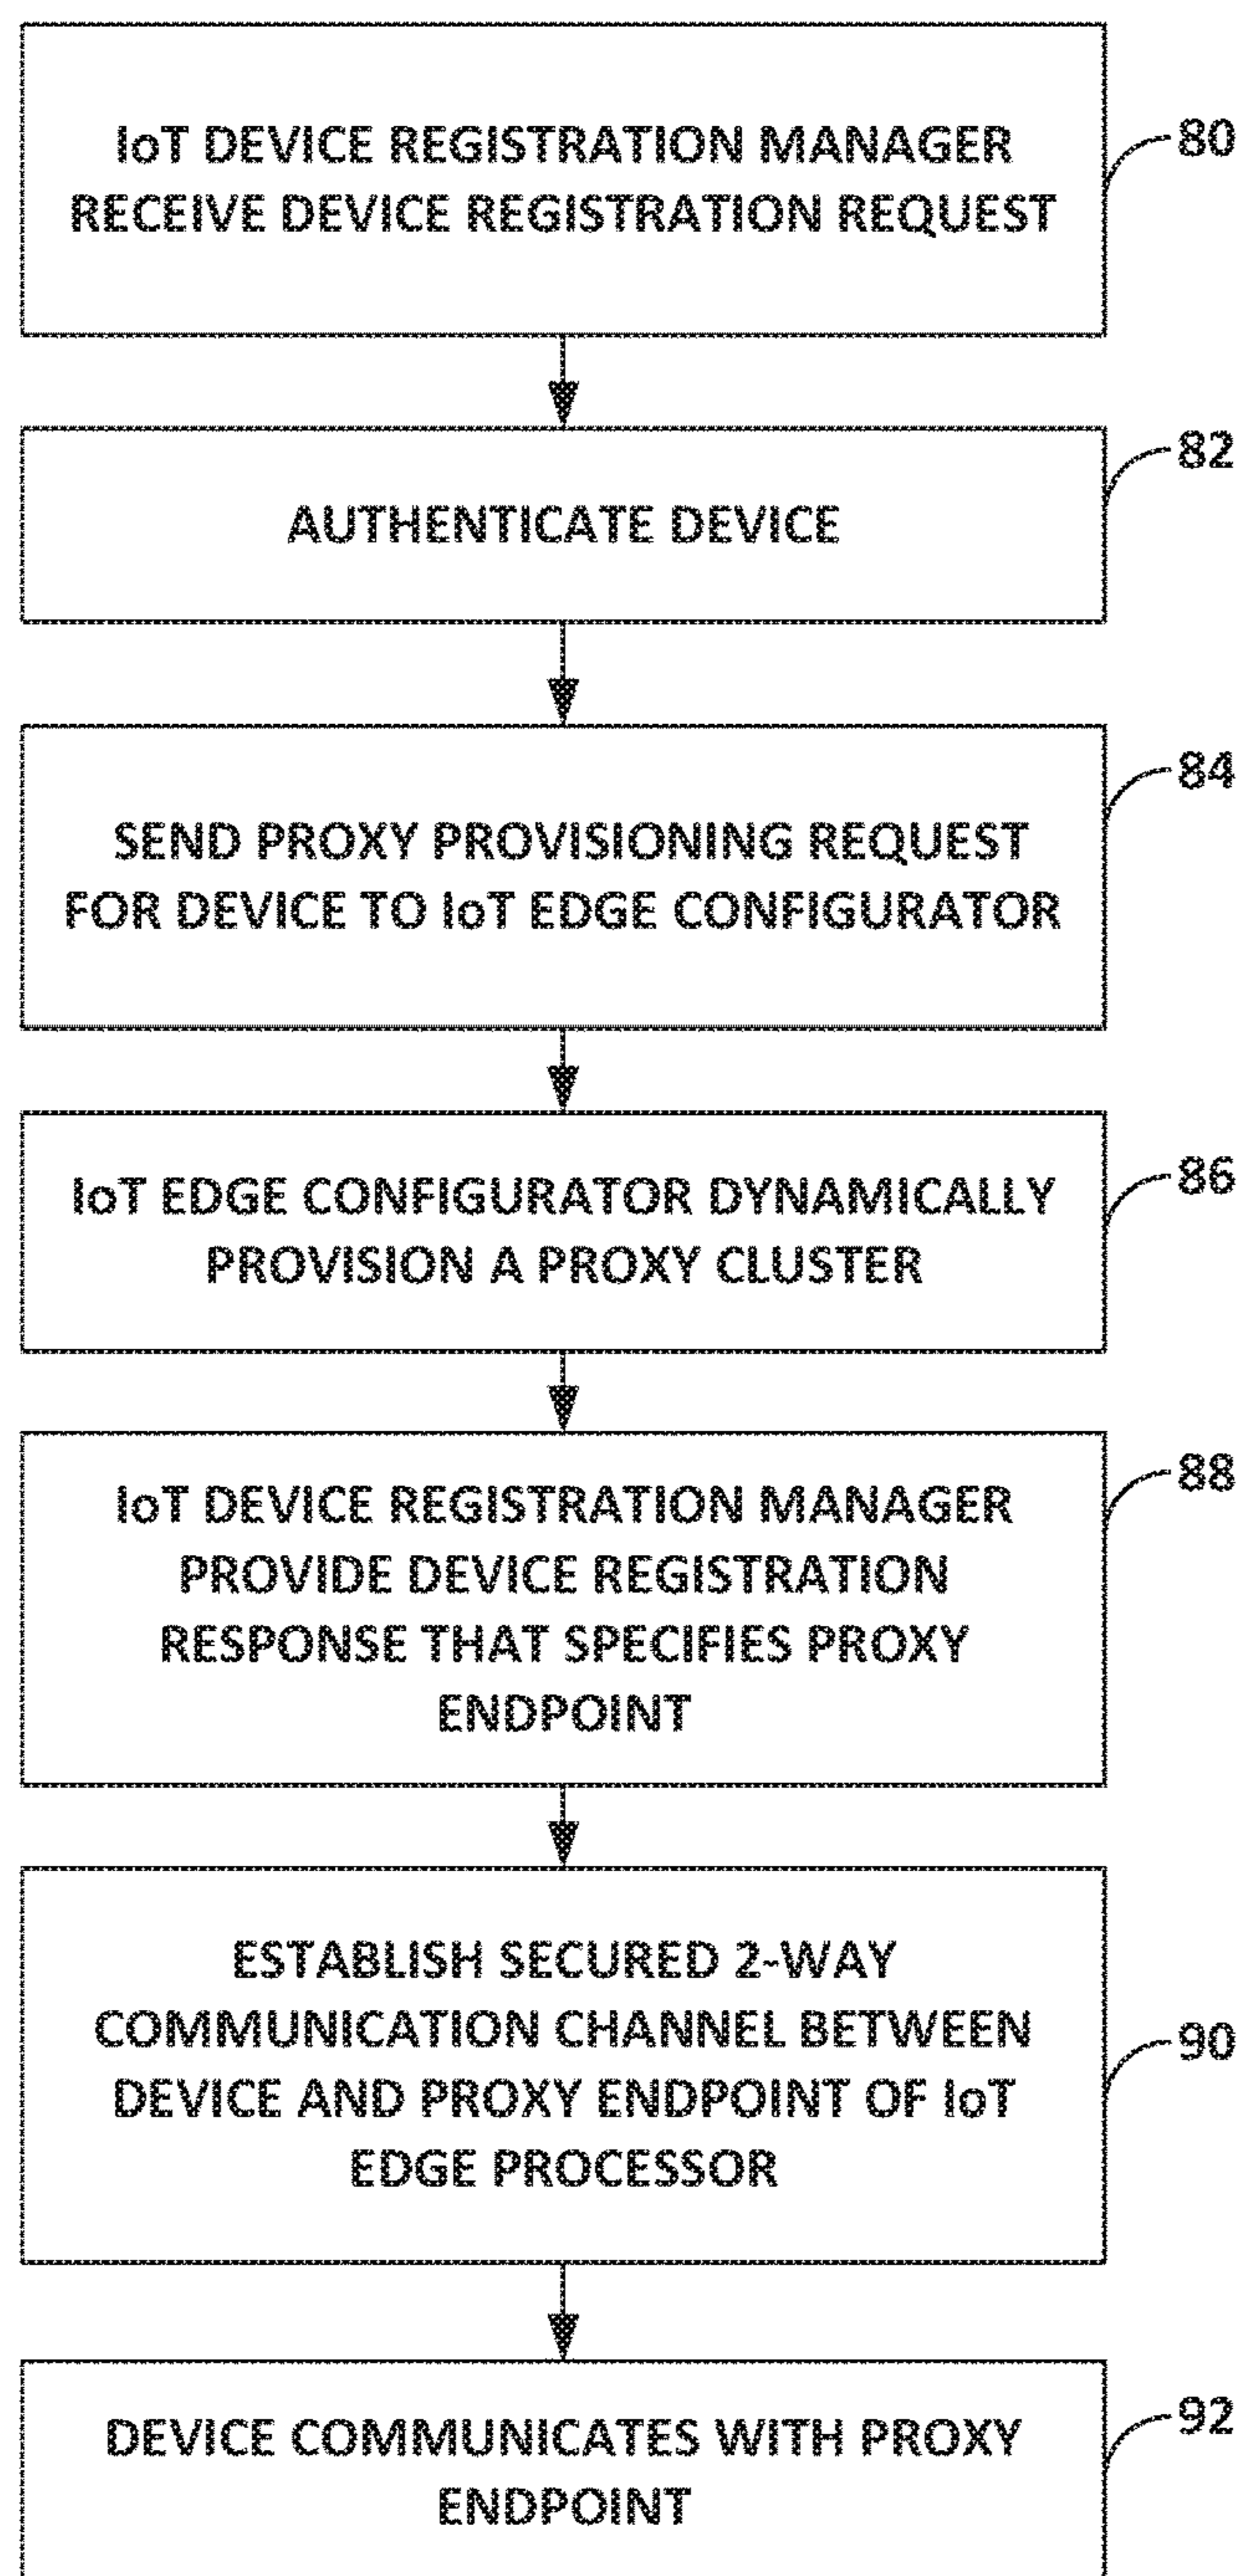 IoT DEVICE REGISTRATION MANAGER
RECEIVE DEVICE REGISTRATION REQUEST
80
AUTHENTICATE DEVICE
82
SEND PROXY PROVISIONING REQUEST
FOR DEVICE TO IoT EDGE CONFIGURATOR
84
IoT EDGE CONFIGURATOR DYNAMICALLY
PROVISION A PROXY CLUSTER
86
IoT DEVICE REGISTRATION MANAGER
PROVIDE DEVICE REGISTRATION
RESPONSE THAT SPECIFIES PROXY
ENDPOINT
88
ESTABLISH SECURED 2-WAY
COMMUNICATION CHANNEL BETWEEN
DEVICE AND PROXY ENDPOINT OF IoT
EDGE PROCESSOR
90
DEVICE COMMUNICATES WITH PROXY
ENDPOINT
92